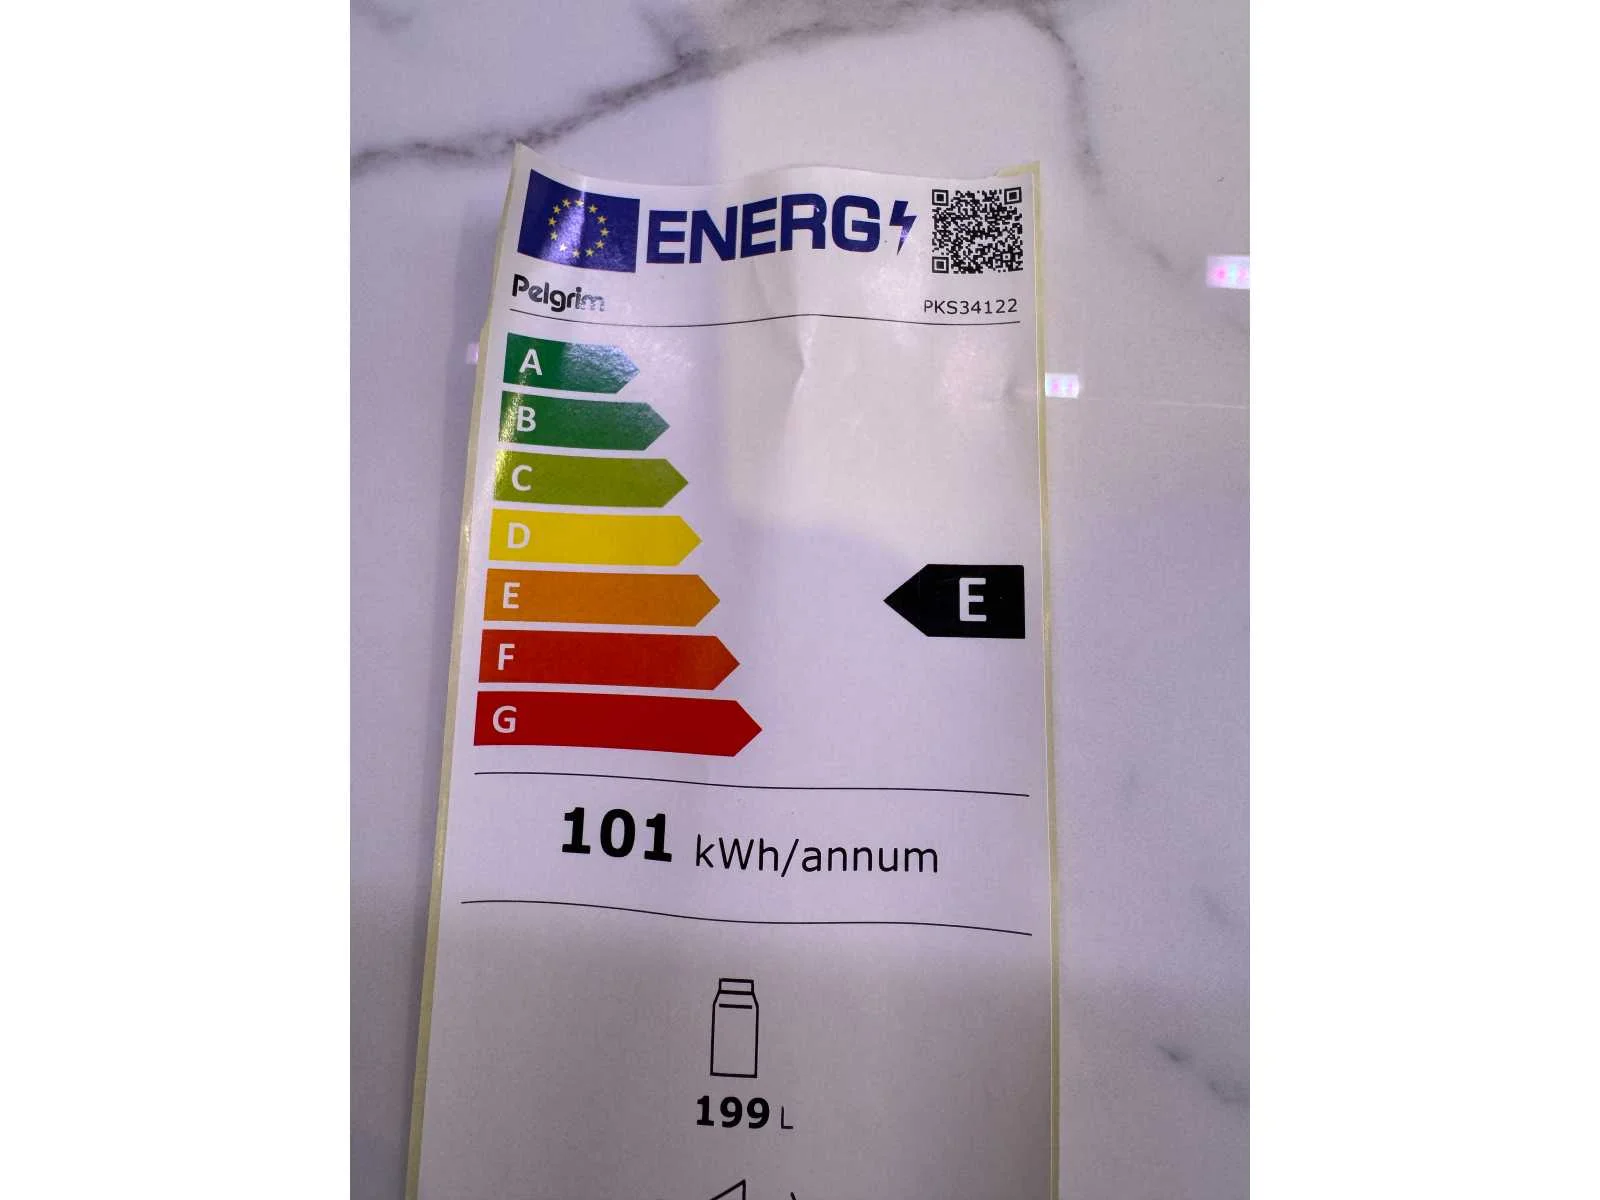 ENERG
Pelgrim
PKS34122
A
B
C
D
E
E
F
G
101 kWh/annum
199 L